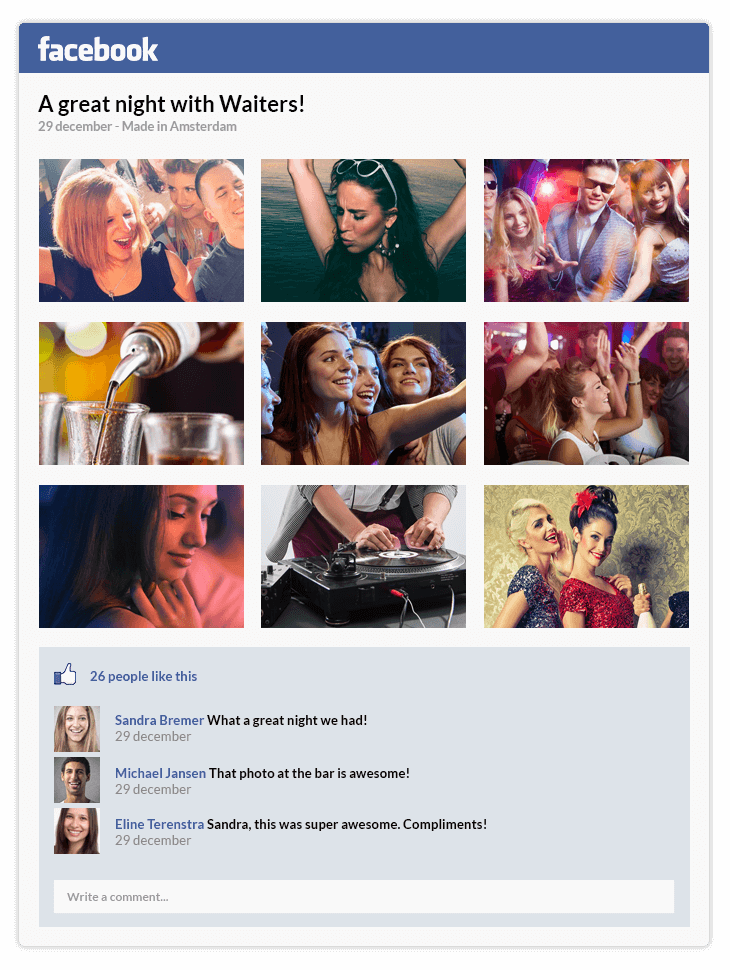 facebook
A great night with Waiters!
29 december - Made in Amsterdam
26 people like this
Sandra Bremer What a great night we had!
29 december
Michael Jansen That photo at the bar is awesome!
29 december
Eline Terenstra Sandra, this was super awesome. Compliments!
29 december
Write a comment...